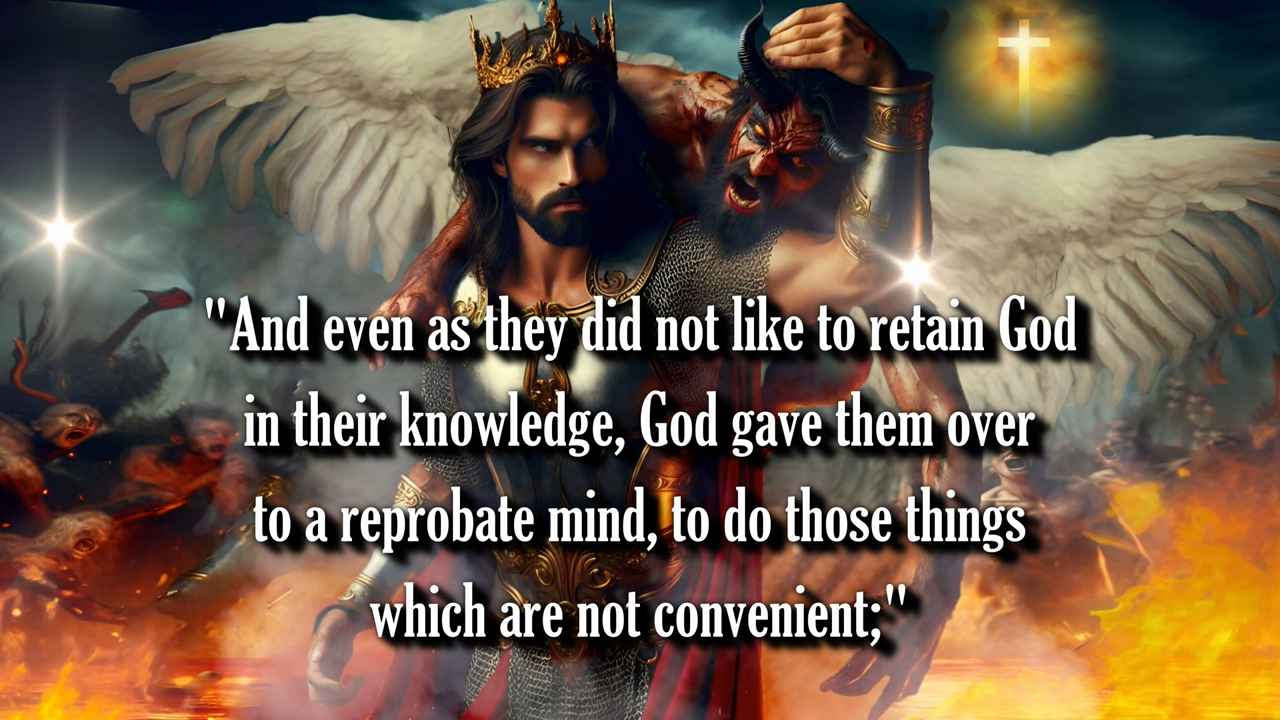 "And even as they did not like to retain God
in their knowledge, God gave them over
to a reprobate mind, to do those things
which are not convenient;"